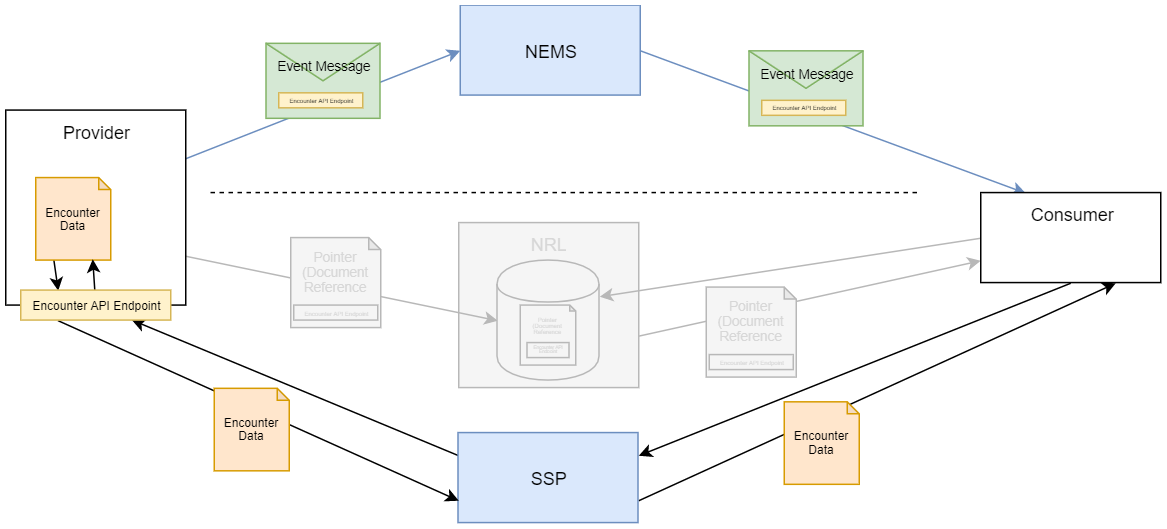 NEMS
Event Message
Encounter API Endpoint
Event Message
Encounter API Endpoint
Provider
Encounter
Data
Encounter API Endpoint
Consumer
NRL
Pointer
(Document
Reference
Encounter API Endpoint
Pointer
(Document
Reference
Encounter API
Endpoint
Pointer
(Document
Reference
Encounter API Endpoint
Encounter
Data
SSP
Encounter
Data